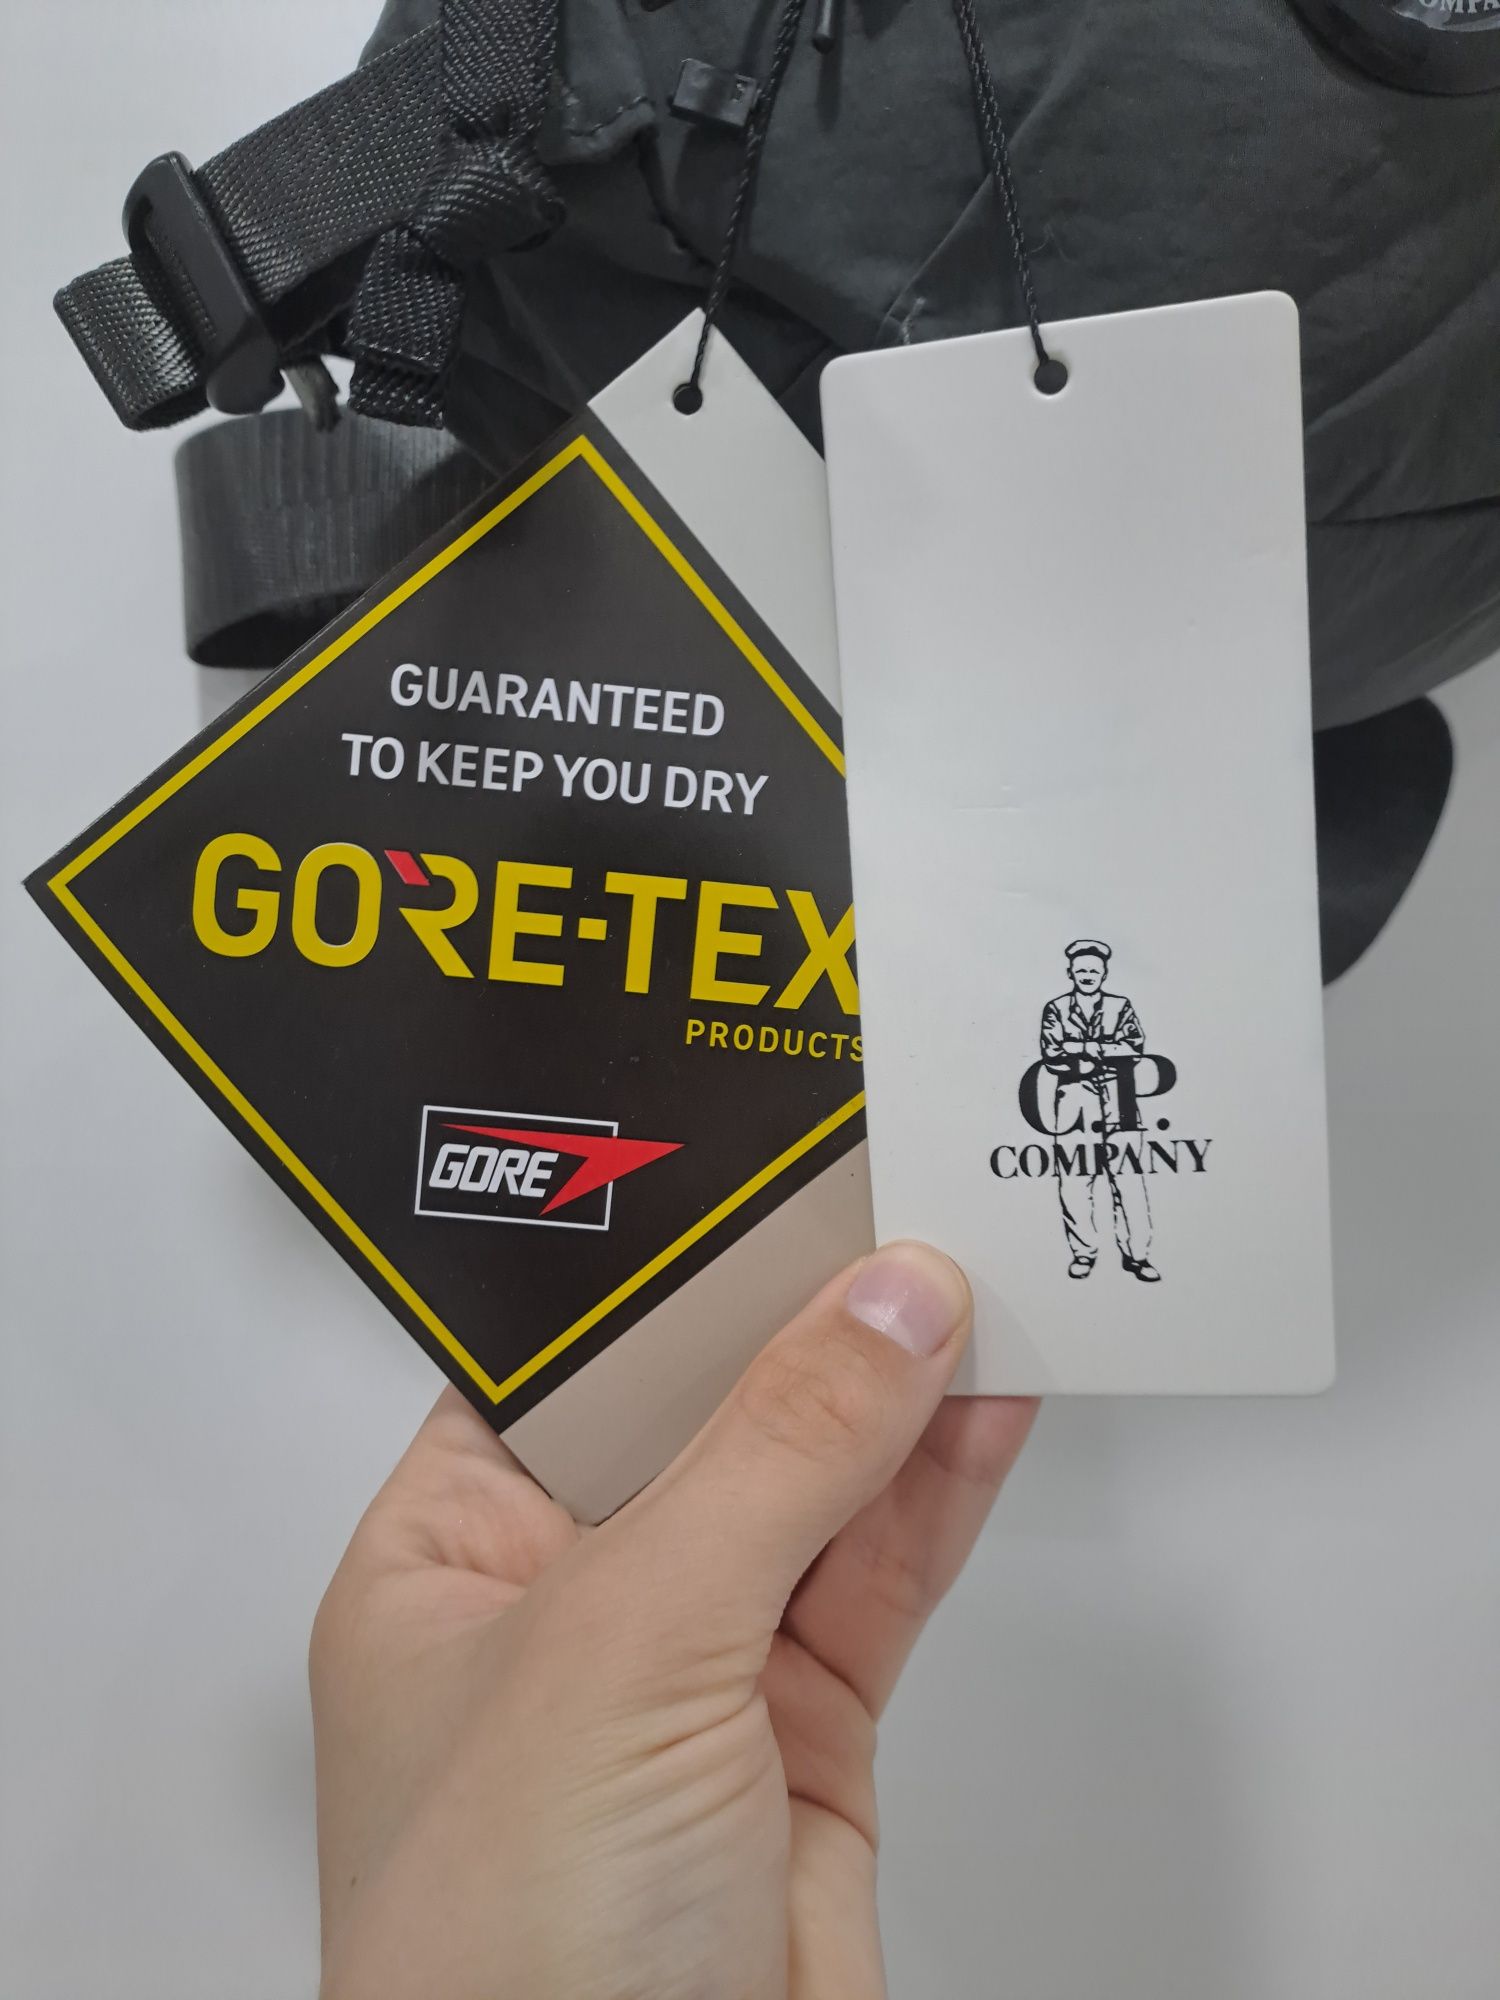 GUARANTEED
TO KEEP YOU DRY
GORE-TEX
PRODUCTS
GORE
C.P.
COMPANY